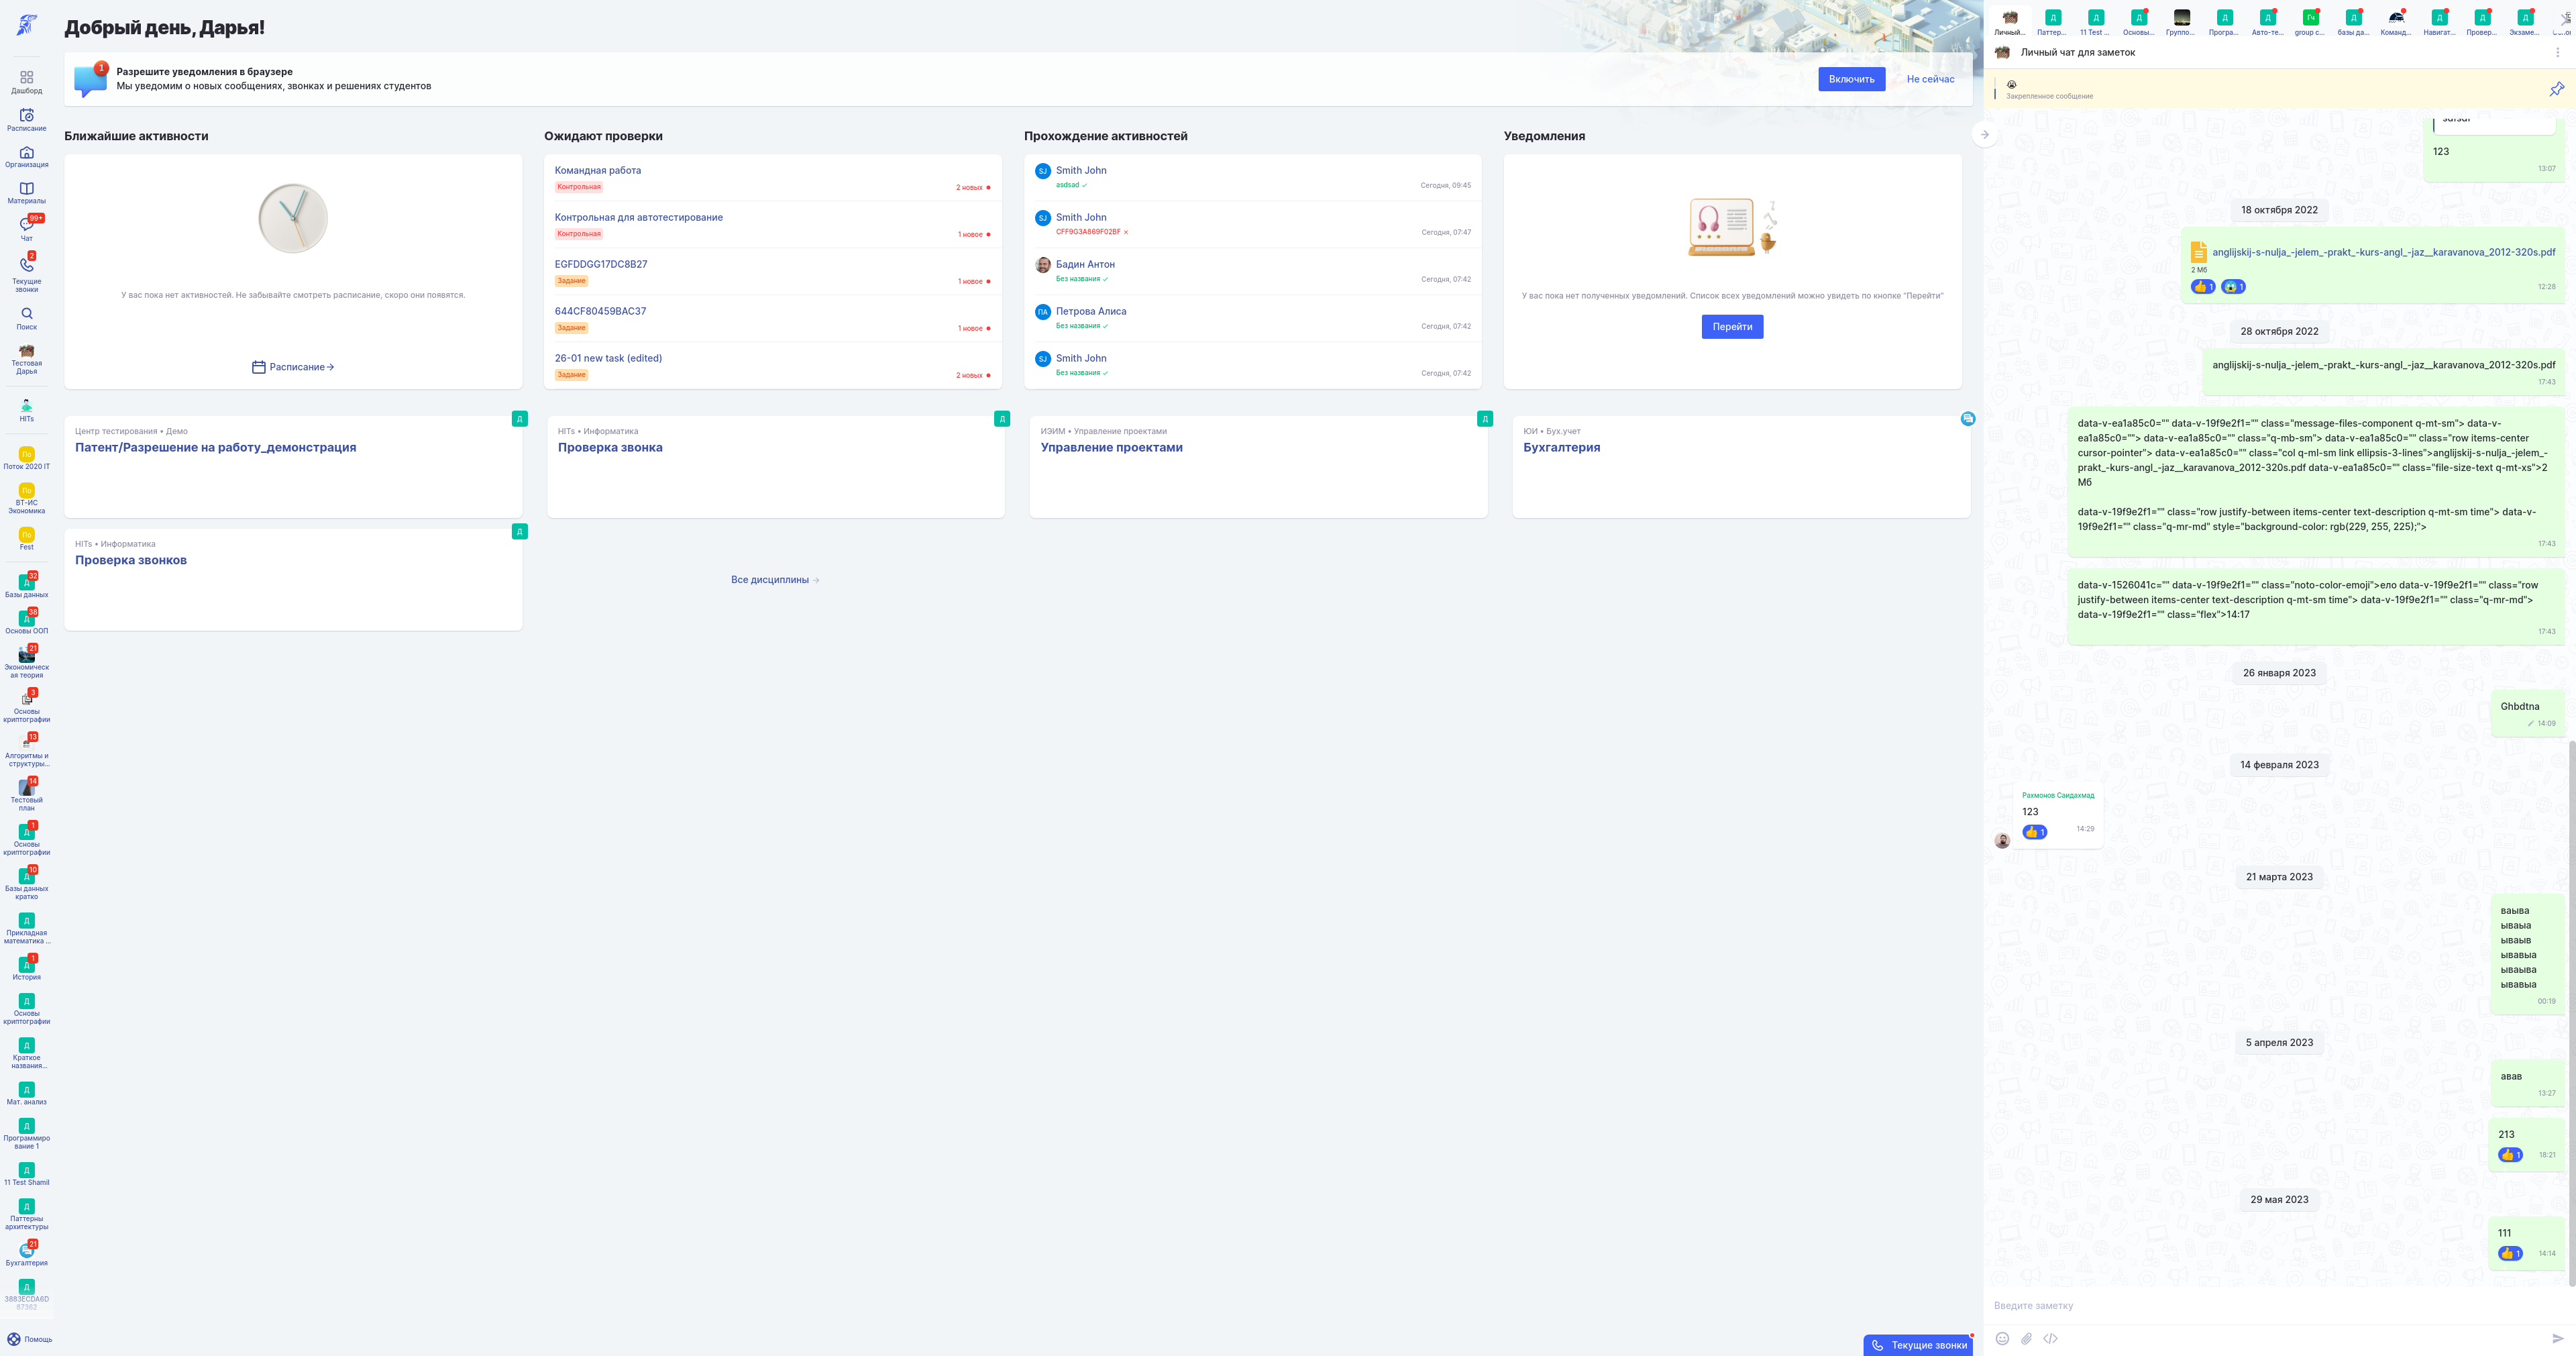 Дашборд
Расписание
Организация
Материалы
99+
Чат
2
Текущие
звонки
Поиск
Тестовая
Дарья
HITs
По
Поток 2020 IT
По
ВТ-ИС
Экономика
По
Fest
32
Д
Базы данных
38
Д
Основы ООП
21
Экономическ
ая теория
3
Основы
криптографии
13
Алгоритмы и
структуры...
14
Тестовый
план
1
Д
Основы
криптографии
10
Д
Базы данных
кратко
Д
Прикладная
математика ...
1
Д
История
Д
Основы
криптографии
Д
Краткое
названия...
Д
Мат. анализ
Д
Программиро
вание 1
Д
11 Test Shamil
Д
Паттерны
архитектуры
21
Бухгалтерия
Д
3883ECDA6D
87362
Помощь
Добрый день, Дарья!
1
Разрешите уведомления в браузере
Мы уведомим о новых сообщениях, звонках и решениях студентов
Включить
Не сейчас
Ближайшие активности
У вас пока нет активностей. Не забывайте смотреть расписание, скоро они появятся.
Расписание
Ожидают проверки
Командная работа
Контрольная
2 новых
Контрольная для автотестирование
Контрольная
1 новое
EGFDDGG17DC8B27
Задание
1 новое
644CF80459BAC37
Задание
1 новое
26-01 new task (edited)
Задание
2 новых
Прохождение активностей
SJ Smith John
asdsad
Сегодня, 09:45
SJ Smith John
CFF9G3A869F02BF
Сегодня, 07:47
Бадин Антон
Без названия
Сегодня, 07:42
ПА Петрова Алиса
Без названия
Сегодня, 07:42
SJ Smith John
Без названия
Сегодня, 07:42
Уведомления
У вас пока нет полученных уведомлений. Список всех уведомлений можно увидеть по кнопке "Перейти"
Перейти
Д
Центр тестирования • Демо
Патент/Разрешение на работу_демонстрация
Д
HITs • Информатика
Проверка звонка
Д
ИЭИМ • Управление проектами
Управление проектами
ЮИ • Бух.учет
Бухгалтерия
Д
HITs • Информатика
Проверка звонков
Все дисциплины
Текущие звонки
Личный...
Д
Паттер...
Д
11 Test ...
Д
Основы...
Группо...
Д
Програ...
Д
Авто-те...
Гч
group c...
Д
базы да...
Команд...
Д
Навигат...
Д
Провер...
Д
Экзаме...
Личный чат для заметок
Закрепленное сообщение
123
13:07
18 октября 2022
anglijskij-s-nulja_-jelem_-prakt_-kurs-angl_-jaz__karavanova_2012-320s.pdf
2 Мб
1
1
12:28
28 октября 2022
anglijskij-s-nulja_-jelem_-prakt_-kurs-angl_-jaz__karavanova_2012-320s.pdf
17:43
data-v-ea1a85c0="" data-v-19f9e2f1="" class="message-files-component q-mt-sm"> data-v-
ea1a85c0=""> data-v-ea1a85c0="" class="q-mb-sm"> data-v-ea1a85c0="" class="row items-center
cursor-pointer"> data-v-ea1a85c0="" class="col q-ml-sm link ellipsis-3-lines">anglijskij-s-nulja_-jelem_-
prakt_-kurs-angl_-jaz__karavanova_2012-320s.pdf data-v-ea1a85c0="" class="file-size-text q-mt-xs">2
Мб
data-v-19f9e2f1="" class="row justify-between items-center text-description q-mt-sm time"> data-v-
19f9e2f1="" class="q-mr-md" style="background-color: rgb(229, 255, 225);">
17:43
data-v-1526041c="" data-v-19f9e2f1="" class="noto-color-emoji">ело data-v-19f9e2f1="" class="row
justify-between items-center text-description q-mt-sm time"> data-v-19f9e2f1="" class="q-mr-md">
data-v-19f9e2f1="" class="flex">14:17
17:43
26 января 2023
Ghbdtna
14:09
14 февраля 2023
Рахмонов Саидахмад
123
1
14:29
21 марта 2023
ваыва
ываыа
ываыв
ывавыа
ываыва
ывавыа
00:19
5 апреля 2023
авав
13:27
213
1
18:21
29 мая 2023
111
1
14:14
Введите заметку